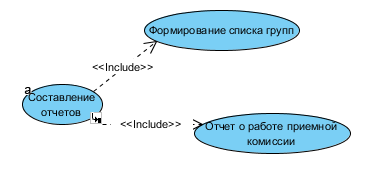 Формирование списка групп
<<Include>>
a
Составление
отчетов
<<Include>>
Отчет о работе приемной
комиссии